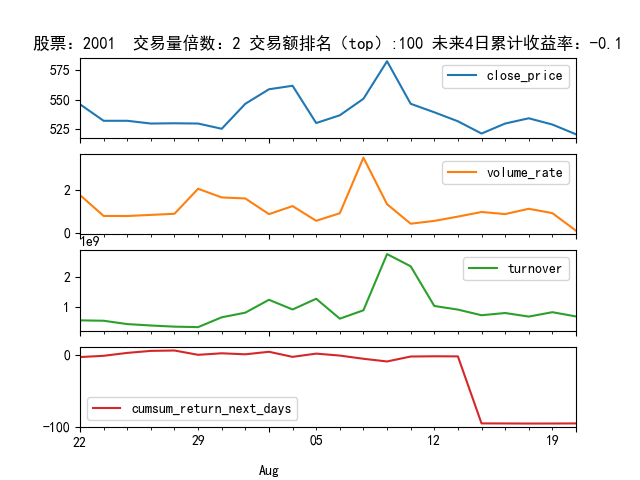 股票：2001 交易量倍数：2 交易额排名（top）:100 未来4日累计收益率：-0.1
575
550
525
close_price
2
0
volume_rate
1e9
2
1
turnover
0
-100
cumsum_return_next_days
22 29 05 12 19
Aug